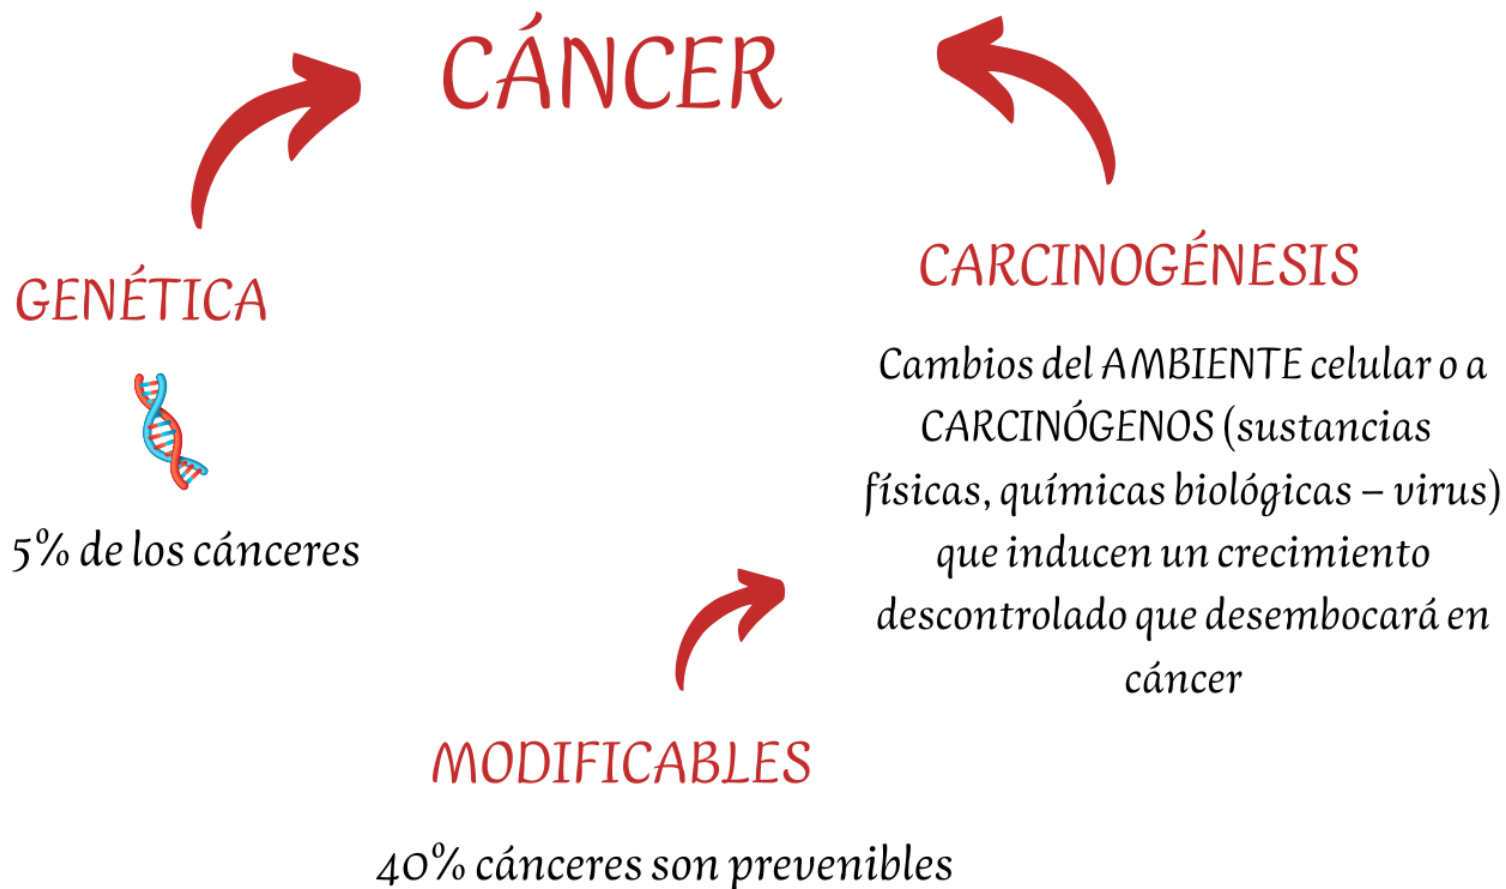 CÁNCER
GENÉTICA
5% de los cánceres
CARCINOGÉNESIS
Cambios del AMBIENTE celular o a
CARCINÓGENOS (sustancias
físicas, químicas biológicas – virus)
que inducen un crecimiento
descontrolado que desembocará en
cáncer
MODIFICABLES
40% cánceres son prevenibles